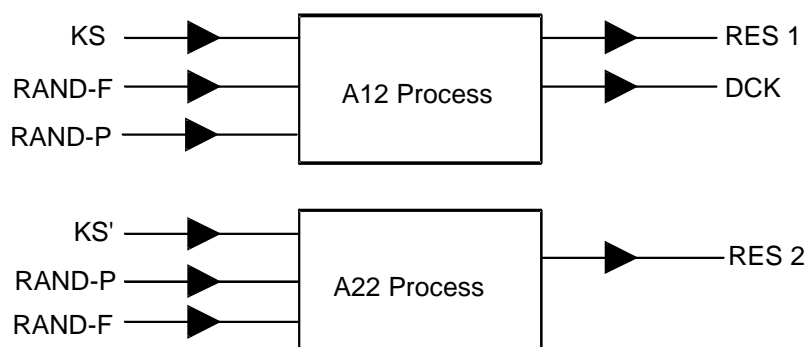 KS
RAND-F
RAND-P
A12 Process
RES 1
DCK
KS'
RAND-P
RAND-F
A22 Process
RES 2